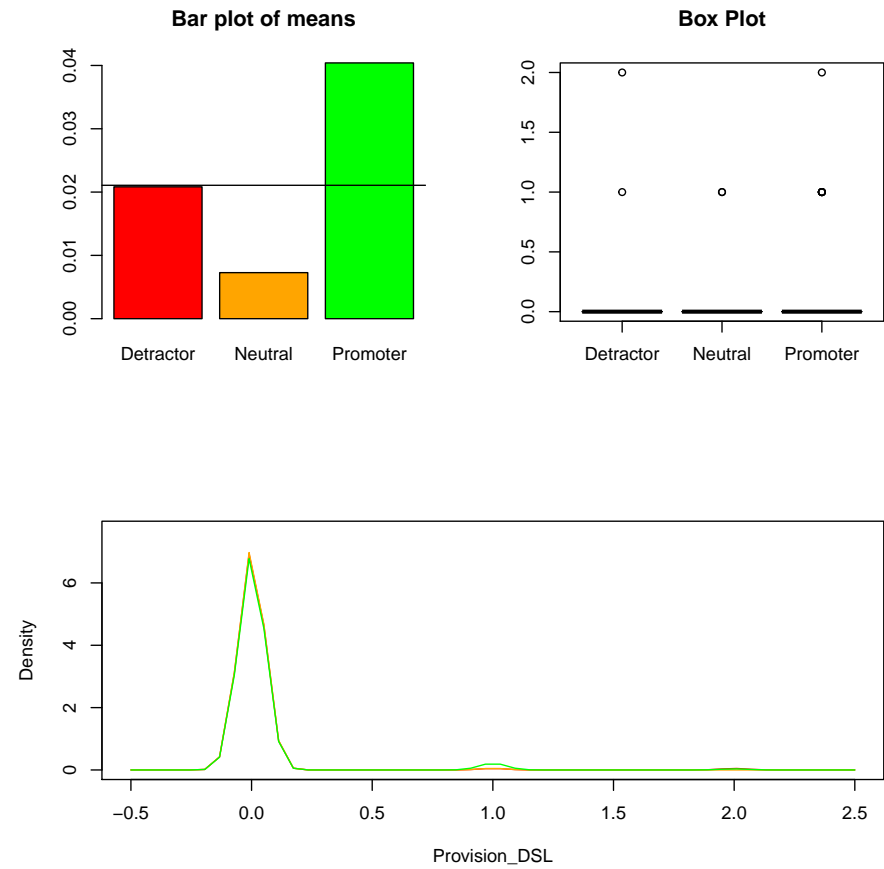 Bar plot of means
0.04
0.03
0.02
0.01
0.00
Detractor Neutral Promoter
Box Plot
2.0
1.5
1.0
0.5
0.0
Detractor Neutral Promoter
Density
6
4
2
0
−0.5 0.0 0.5 1.0 1.5 2.0 2.5
Provision_DSL